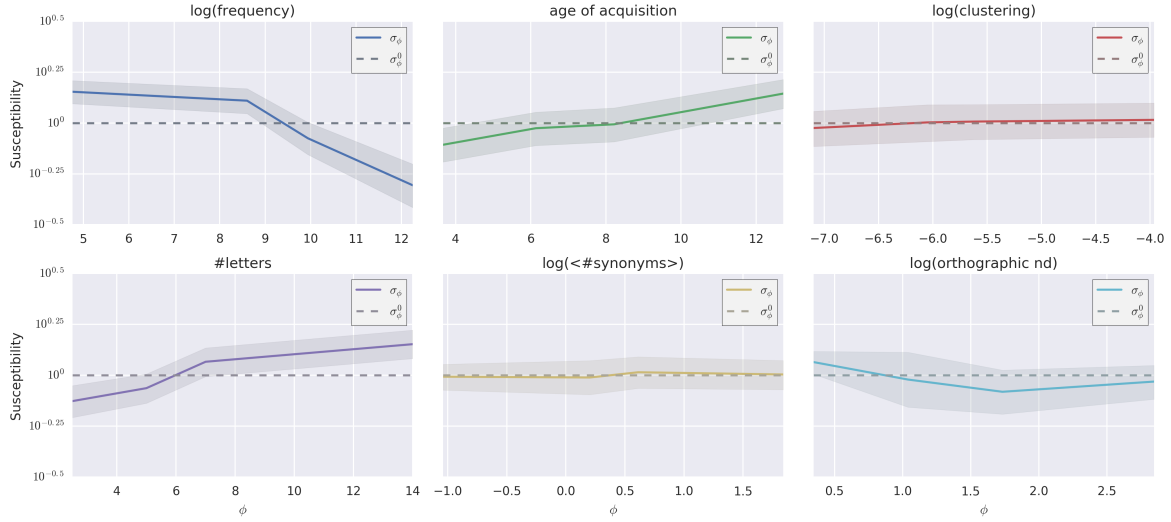 log(frequency)
Susceptibility
10^0.5
10^0.25
10^0
10^−0.25
10^−0.5
5 6 7 8 9 10 11 12
σ_ϕ
σ_ϕ^0
age of acquisition
4 6 8 10 12
σ_ϕ
σ_ϕ^0
log(clustering)
−7.0 −6.5 −6.0 −5.5 −5.0 −4.5 −4.0
σ_ϕ
σ_ϕ^0
#letters
Susceptibility
10^0.5
10^0.25
10^0
10^−0.25
10^−0.5
4 6 8 10 12 14
ϕ
σ_ϕ
σ_ϕ^0
log(<#synonyms>)
−1.0 −0.5 0.0 0.5 1.0 1.5
ϕ
σ_ϕ
σ_ϕ^0
log(orthographic nd)
0.5 1.0 1.5 2.0 2.5
ϕ
σ_ϕ
σ_ϕ^0